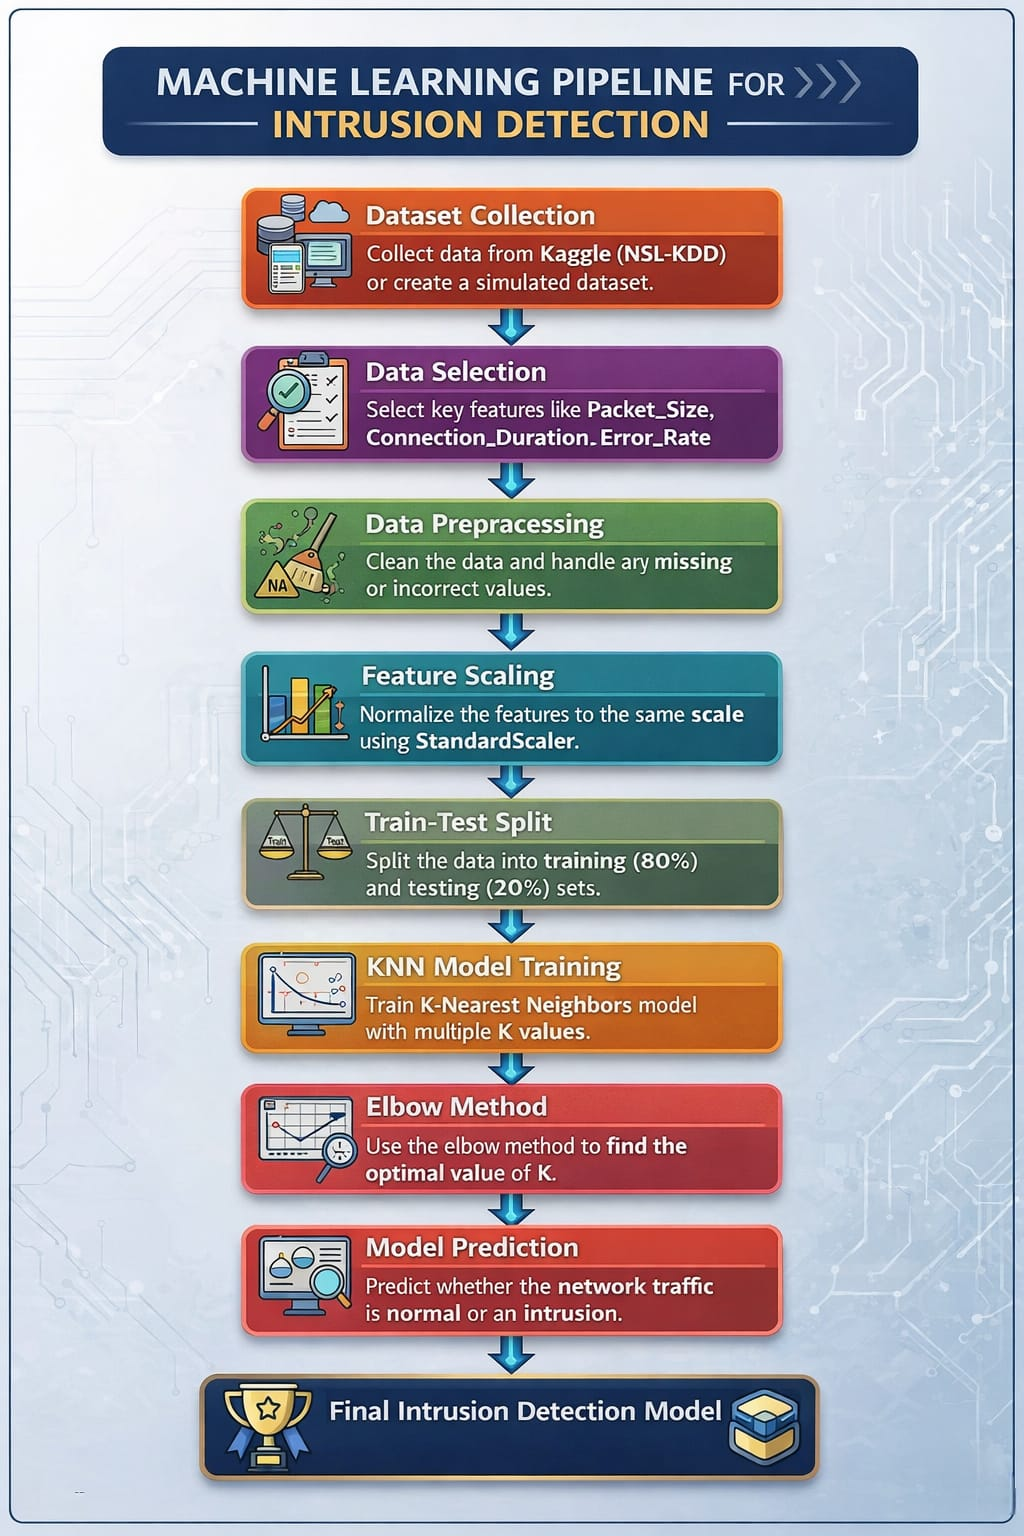 MACHINE LEARNING PIPELINE FOR
INTRUSION DETECTION
Dataset Collection
Collect data from Kaggle (NSL-KDD)
or create a simulated dataset.
Data Selection
Select key features like Packet_Size,
Connection_Duration. Error_Rate
Data Repracessing
Clean the data and handle ary missing
or incorrect values.
NA
Feature Scaling
Normalize the features to the same scale
using StandardScaler.
Train-Test Split
Train
Split the data into training (80%)
and testing (20%) sets.
KNN Model Training
Train K-Nearest Neighbors model
with multiple K values.
Elbow Method
Use the elbow method to find the
optimal value of K.
Model Prediction
Predict whether the network traffic
is normal or an intrusion.
Final Intrusion Detection Model